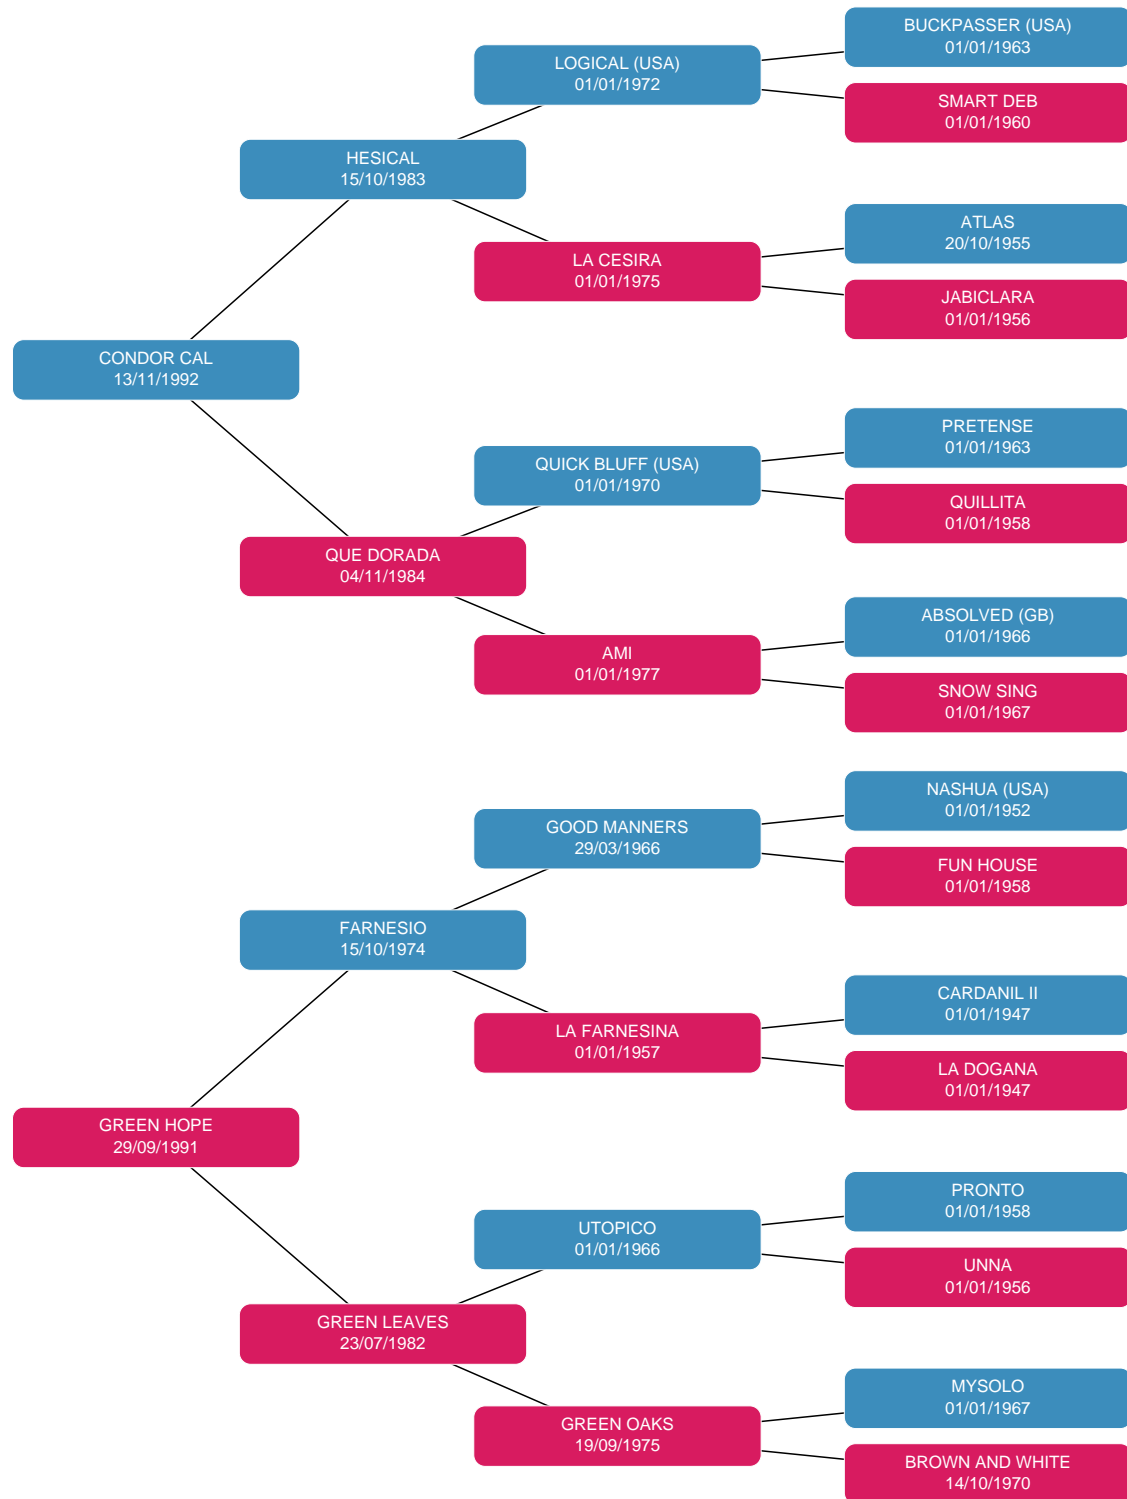 BUCKPASSER (USA)
01/01/1963
LOGICAL (USA)
01/01/1972
SMART DEB
01/01/1960
HESICAL
15/10/1983
ATLAS
20/10/1955
LA CESIRA
01/01/1975
JABICLARA
01/01/1956
CONDOR CAL
13/11/1992
PRETENSE
01/01/1963
QUICK BLUFF (USA)
01/01/1970
QUILLITA
01/01/1958
QUE DORADA
04/11/1984
ABSOLVED (GB)
01/01/1966
AMI
01/01/1977
SNOW SING
01/01/1967
NASHUA (USA)
01/01/1952
GOOD MANNERS
29/03/1966
FUN HOUSE
01/01/1958
FARNESIO
15/10/1974
CARDANIL II
01/01/1947
LA FARNESINA
01/01/1957
LA DOGANA
01/01/1947
GREEN HOPE
29/09/1991
PRONTO
01/01/1958
UTOPICO
01/01/1966
UNNA
01/01/1956
GREEN LEAVES
23/07/1982
MYSOLO
01/01/1967
GREEN OAKS
19/09/1975
BROWN AND WHITE
14/10/1970